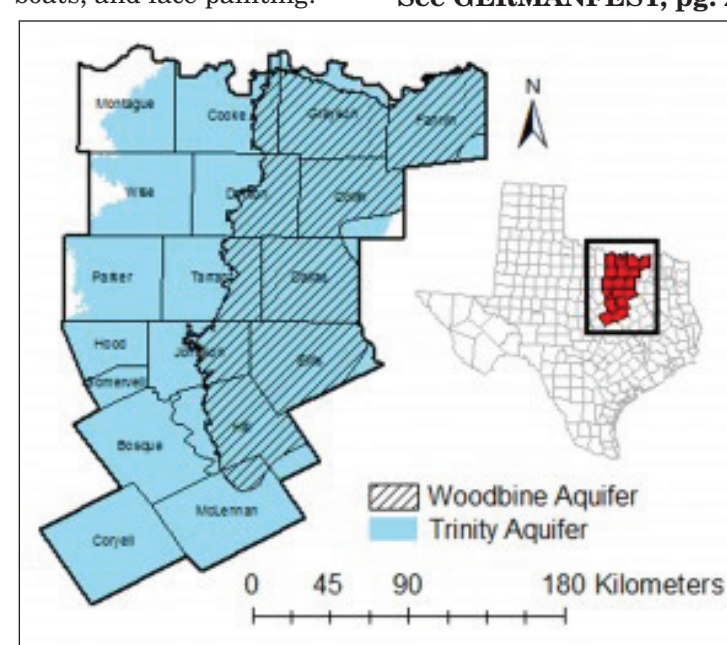 boats, and face painting.
See GERMANFEST, pg. 2
N
Montague
Cooke
Grayson
Fannin
Wise
Denton
Collin
Parker
Tarrant
Dallas
Hood
Johnson
Ellis
Somervell
Hill
Bosque
McLennan
Coryell
Woodbine Aquifer
Trinity Aquifer
0 45 90 180 Kilometers